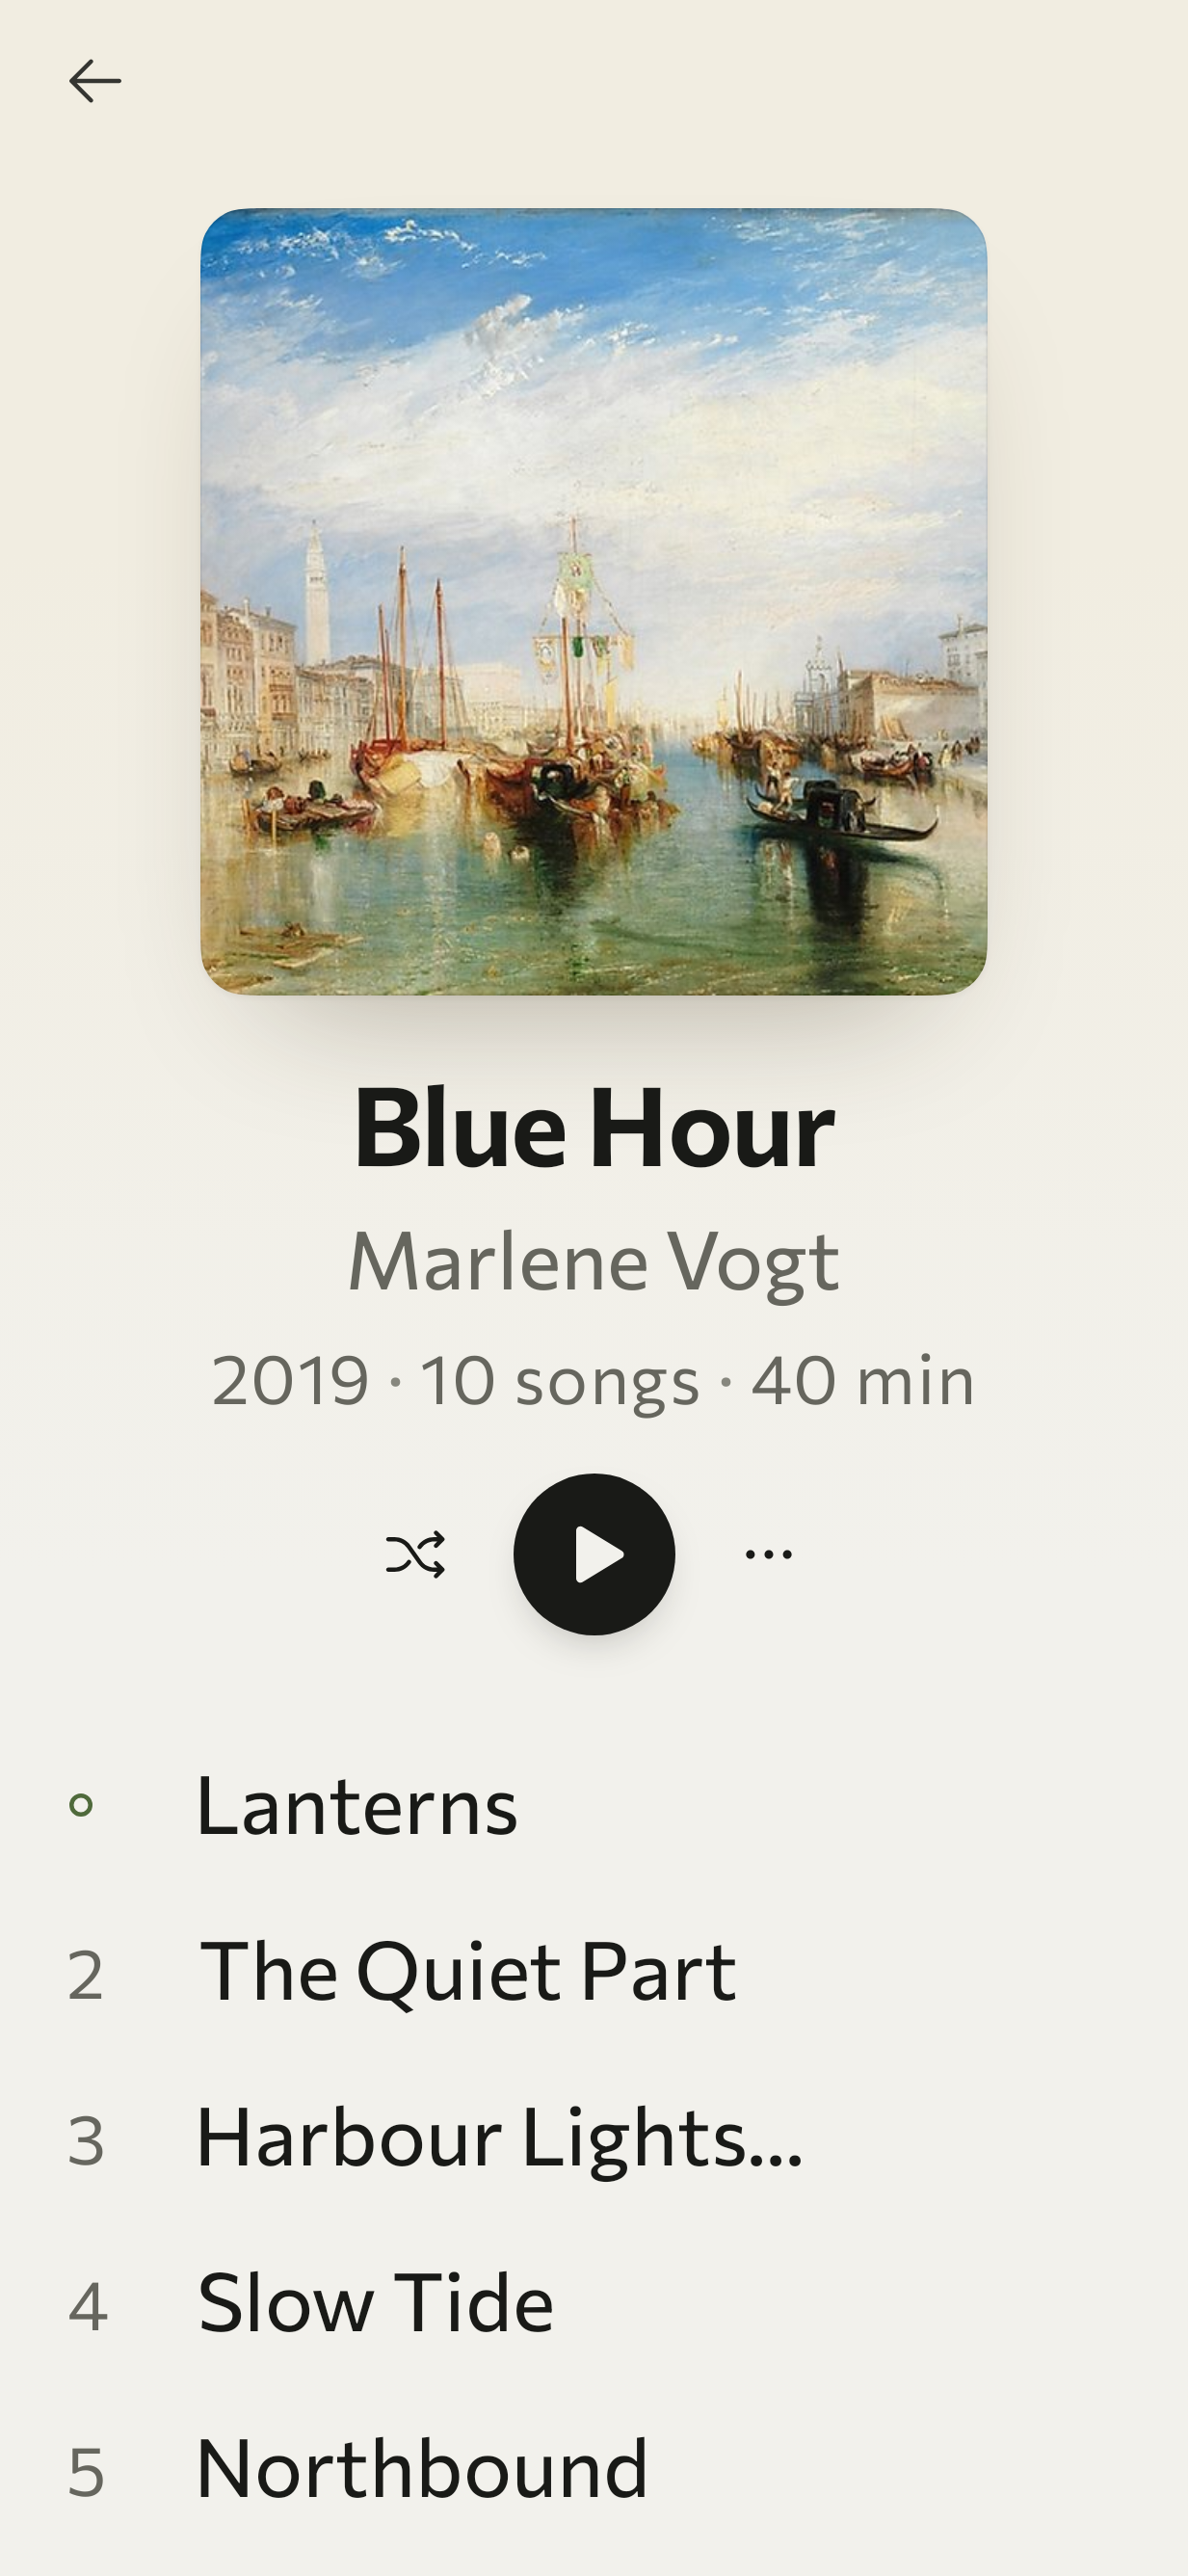 Blue Hour
Marlene Vogt
2019 · 10 songs · 40 min
Lanterns
2 The Quiet Part
3 Harbour Lights...
4 Slow Tide
5 Northbound